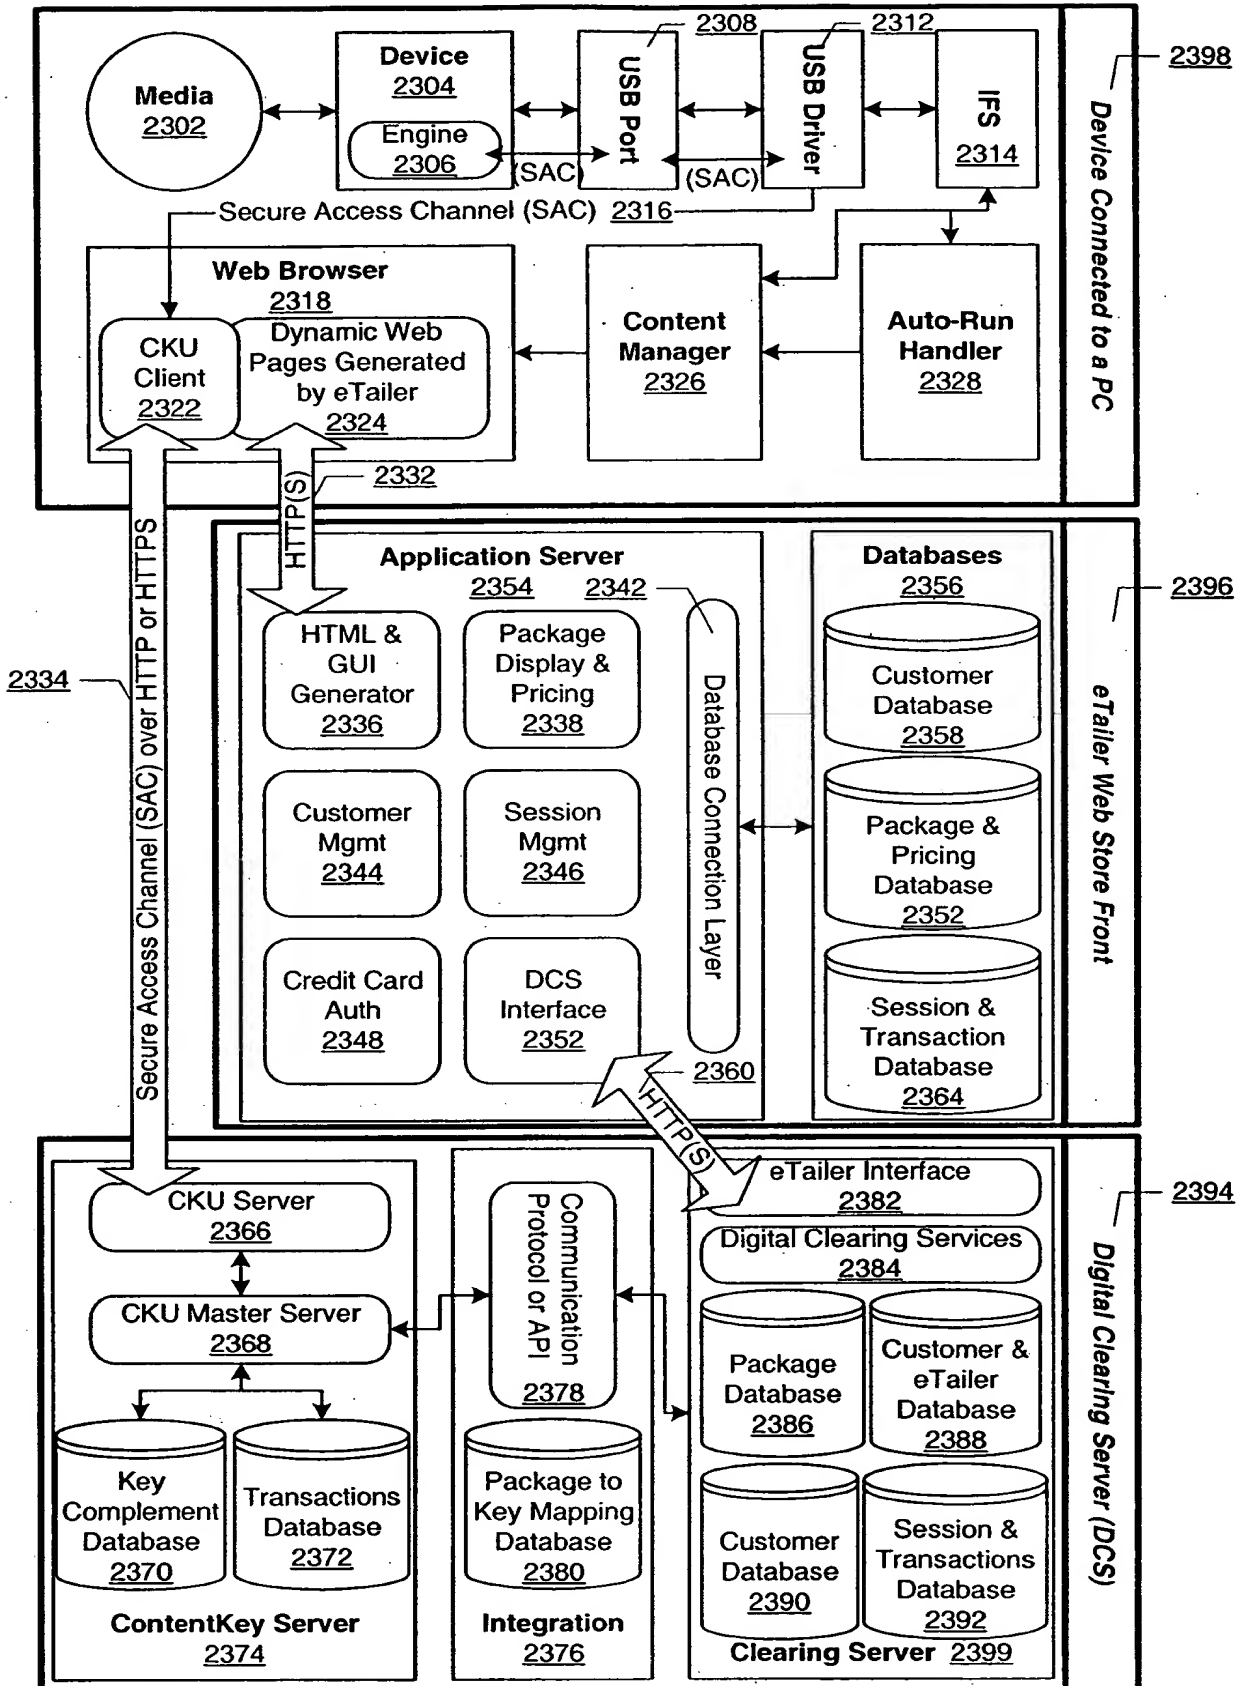 Media
2302
Device
2304
Engine
2306
(SAC)
USB Port
2308
(SAC)
USB Driver
2312
IFS
2314
2398
Device Connected to a PC
Secure Access Channel (SAC) 2316
Web Browser
2318
CKU
Client
2322
Dynamic Web
Pages Generated
by eTailer
2324
Content
Manager
2326
Auto-Run
Handler
2328
HTTP(S)
2332
2334
Secure Access Channel (SAC) over HTTP or HTTPS
Application Server
2354
2342
HTML &
GUI
Generator
2336
Package
Display &
Pricing
2338
Customer
Mgmt
2344
Session
Mgmt
2346
Credit Card
Auth
2348
DCS
Interface
2352
Database Connection Layer
2360
HTTP(S)
Databases
2356
Customer
Database
2358
Package &
Pricing
Database
2352
Session &
Transaction
Database
2364
2396
eTailer Web Store Front
CKU Server
2366
CKU Master Server
2368
Key
Complement
Database
2370
Transactions
Database
2372
ContentKey Server
2374
Communication
Protocol or API
2378
Package to
Key Mapping
Database
2380
Integration
2376
eTailer Interface
2382
Digital Clearing Services
2384
Package
Database
2386
Customer &
eTailer
Database
2388
Customer
Database
2390
Session &
Transactions
Database
2392
Clearing Server 2399
2394
Digital Clearing Server (DCS)